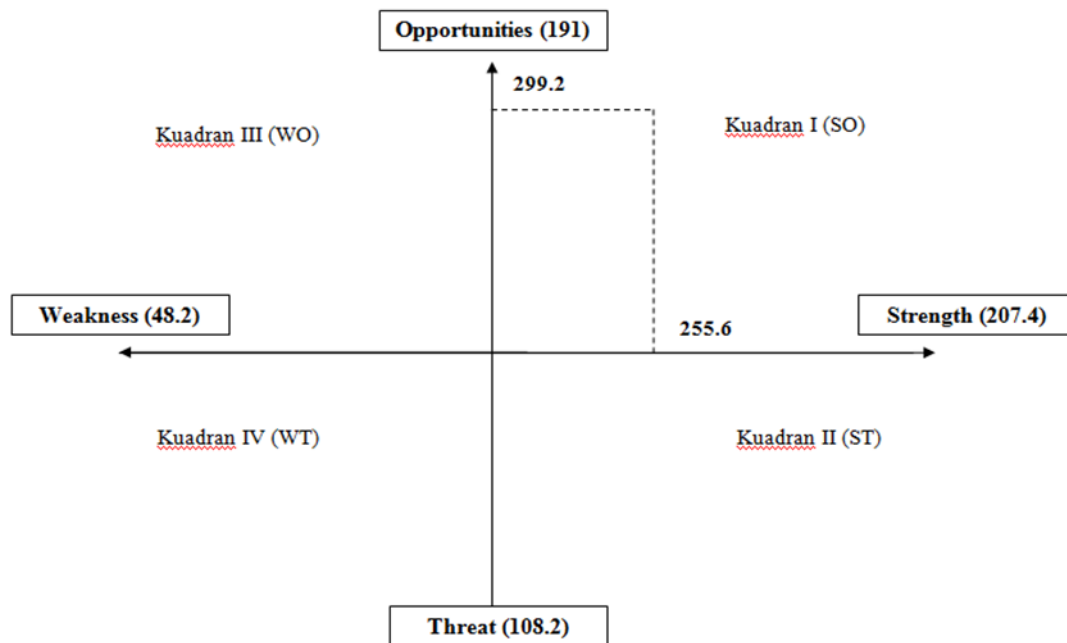 Opportunities (191)
299.2
Kuadran III (WO)
Kuadran I (SO)
Weakness (48.2)
255.6
Strength (207.4)
Kuadran IV (WT)
Kuadran II (ST)
Threat (108.2)